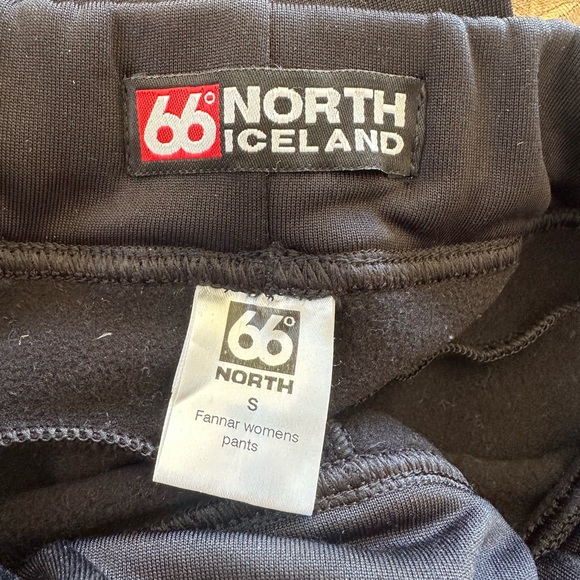 66° NORTH
ICELAND
66°
NORTH
S
Fannar womens
pants